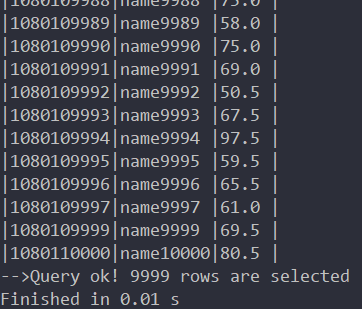 |1080109988|name9988 |75.0 |
|1080109989|name9989 |58.0 |
|1080109990|name9990 |75.0 |
|1080109991|name9991 |69.0 |
|1080109992|name9992 |50.5 |
|1080109993|name9993 |67.5 |
|1080109994|name9994 |97.5 |
|1080109995|name9995 |59.5 |
|1080109996|name9996 |65.5 |
|1080109997|name9997 |61.0 |
|1080109999|name9999 |69.5 |
|1080110000|name10000|80.5 |
-->Query ok! 9999 rows are selected
Finished in 0.01 s